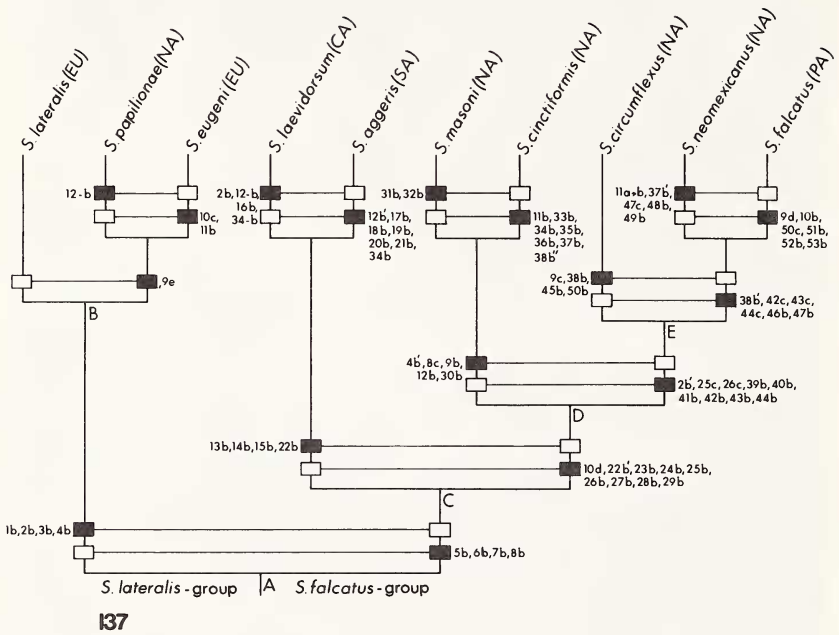 S. lateralis (EU)
S. papilionae (NA)
S. eugeni (EU)
S. laevidorsum (CA)
S. aggeris (SA)
S. masoni (NA)
S. cinctiformis (NA)
S. circumflexus (NA)
S. neomexicanus (NA)
S. falcatus (PA)
12-b
10c,
11b
2b, 12-b,
16b,
34-b
12b', 17b,
18b, 19b,
20b, 21b,
34b
31b, 32b
11b, 33b,
34b, 35b,
36b, 37b,
38b''
11a+b, 37b',
47c, 48b,
49b
9d, 10b,
50c, 51b,
52b, 53b
,9e
9c, 38b,
45b, 50b
38b', 42c, 43c,
44c, 46b, 47b
B
E
4b', 8c, 9b,
12b, 30b
2b', 25c, 26c, 39b, 40b,
41b, 42b, 43b, 44b
D
13b, 14b, 15b, 22b
10d, 22b', 23b, 24b, 25b,
26b, 27b, 28b, 29b
C
1b, 2b, 3b, 4b
5b, 6b, 7b, 8b
S. lateralis - group A S. falcatus - group
137